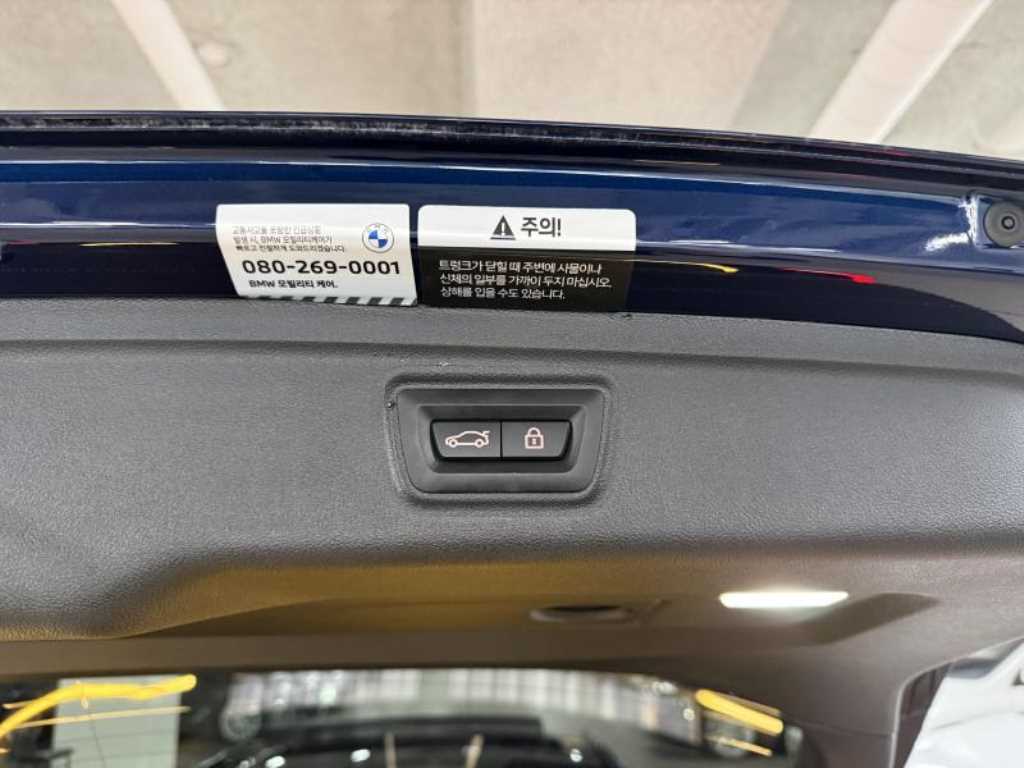 교통사고를 포함한 긴급상황
발생 시, BMW 모빌리티케어가
빠르고 친절하게 도와드리겠습니다.
080-269-0001
BMW 모빌리티 케어.
주의!
트렁크가 닫힐 때 주변에 사물이나
신체의 일부를 가까이 두지 마십시오.
상해를 입을 수도 있습니다.